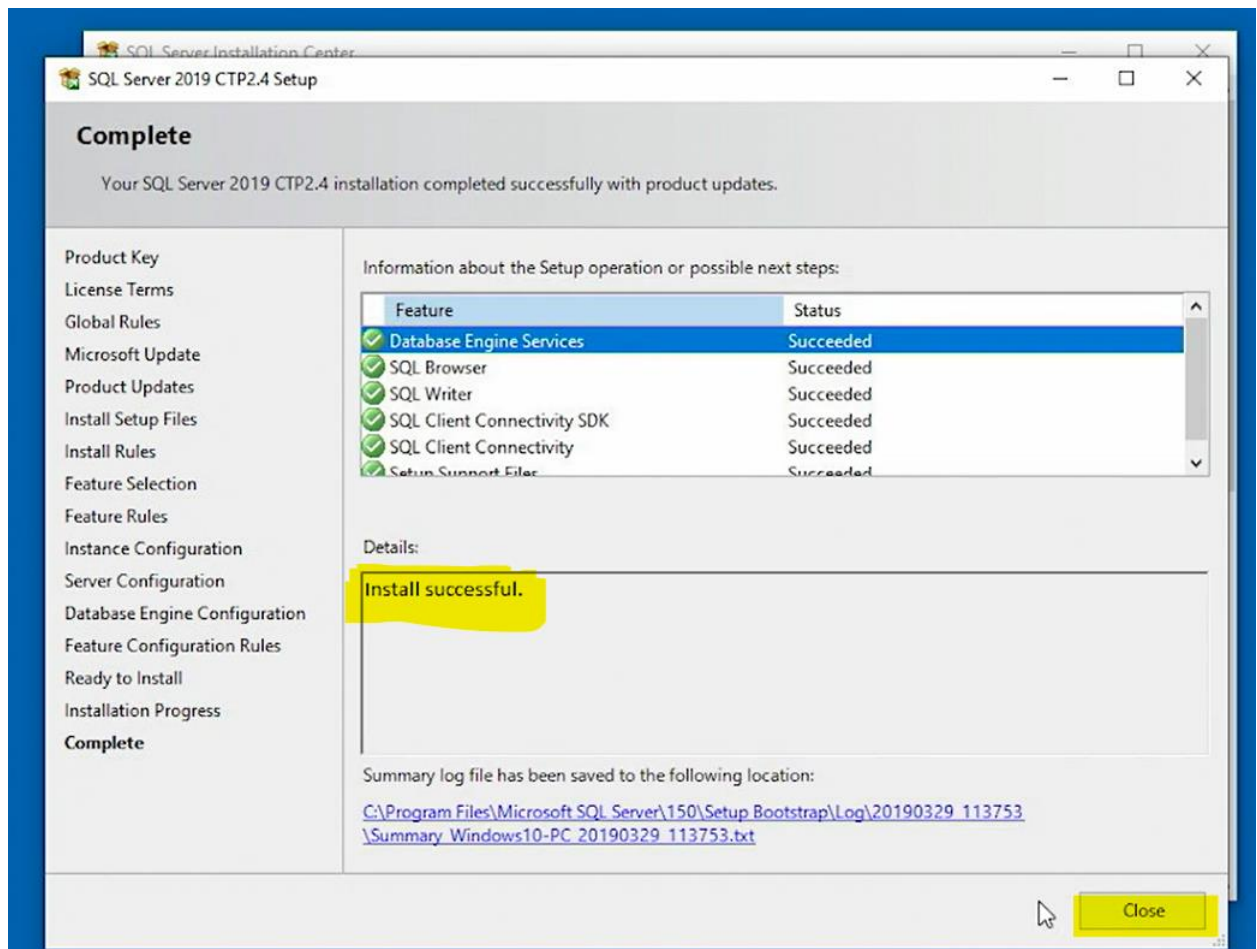 SQL Server Installation Center
SQL Server 2019 CTP2.4 Setup
Complete
Your SQL Server 2019 CTP2.4 installation completed successfully with product updates.
Product Key
License Terms
Global Rules
Microsoft Update
Product Updates
Install Setup Files
Install Rules
Feature Selection
Feature Rules
Instance Configuration
Server Configuration
Database Engine Configuration
Feature Configuration Rules
Ready to Install
Installation Progress
Complete
Information about the Setup operation or possible next steps:
Feature Status
Database Engine Services Succeeded
SQL Browser Succeeded
SQL Writer Succeeded
SQL Client Connectivity SDK Succeeded
SQL Client Connectivity Succeeded
Setup Support Files Succeeded
Details:
Install successful.
Summary log file has been saved to the following location:
C:\Program Files\Microsoft SQL Server\150\Setup Bootstrap\Log\20190329_113753
\Summary_Windows10-PC_20190329_113753.txt
Close